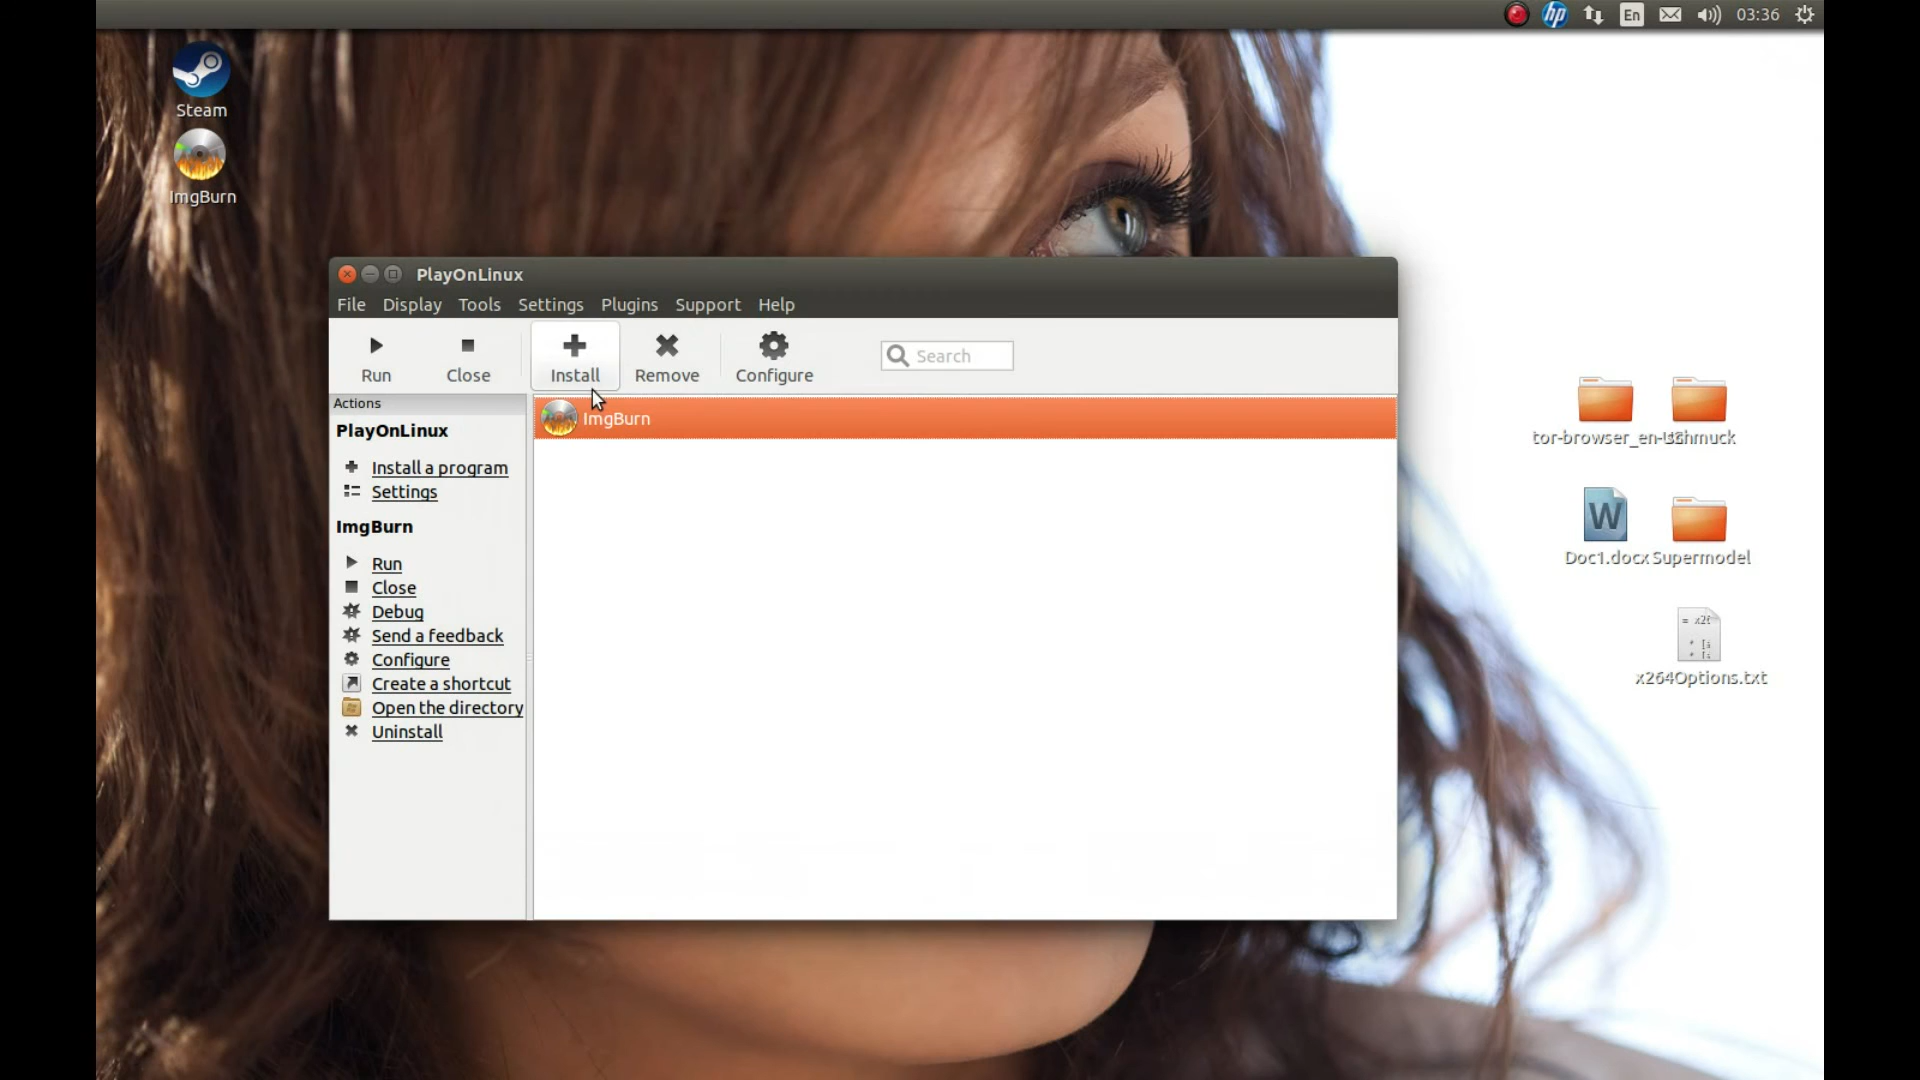 En
03:36
Steam
ImgBurn
PlayOnLinux
File Display Tools Settings Plugins Support Help
Run Close Install Remove Configure
Search
Actions
PlayOnLinux
Install a program
Settings
ImgBurn
Run
Close
Debug
Send a feedback
Configure
Create a shortcut
Open the directory
Uninstall
ImgBurn
tor-browser_en-US
schmuck
W
Doc1.docx
Supermodel
x264Options.txt
hp